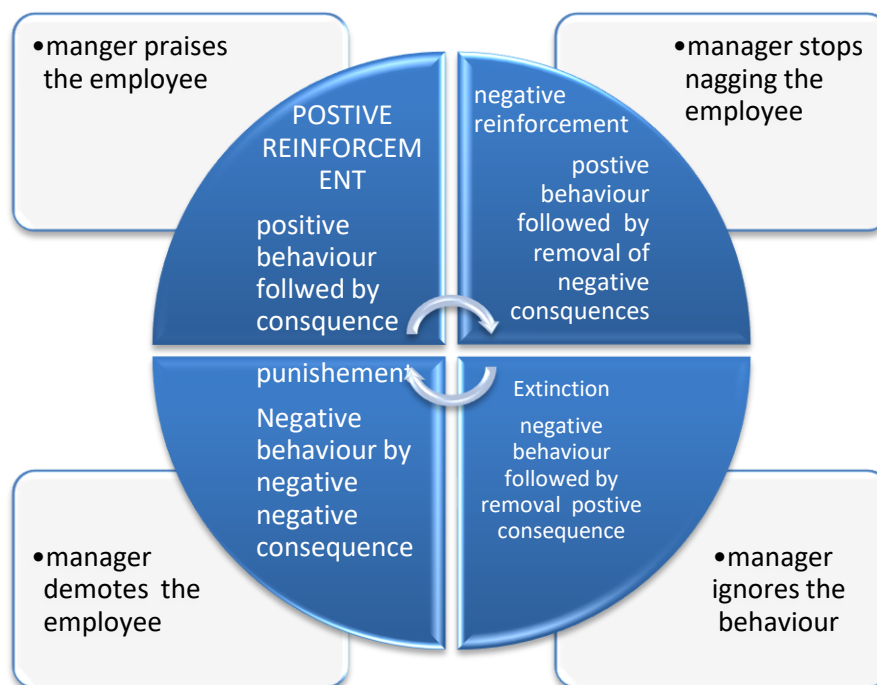 •manger praises
the employee
•manager stops
nagging the
employee
POSTIVE
REINFORCEM
ENT
positive
behaviour
follwed by
consquence
negative
reinforcement
postive
behaviour
followed by
removal of
negative
consquences
punishement
Negative
behaviour by
negative
negative
consequence
Extinction
negative
behaviour
followed by
removal postive
consequence
•manager
demotes the
employee
•manager
ignores the
behaviour